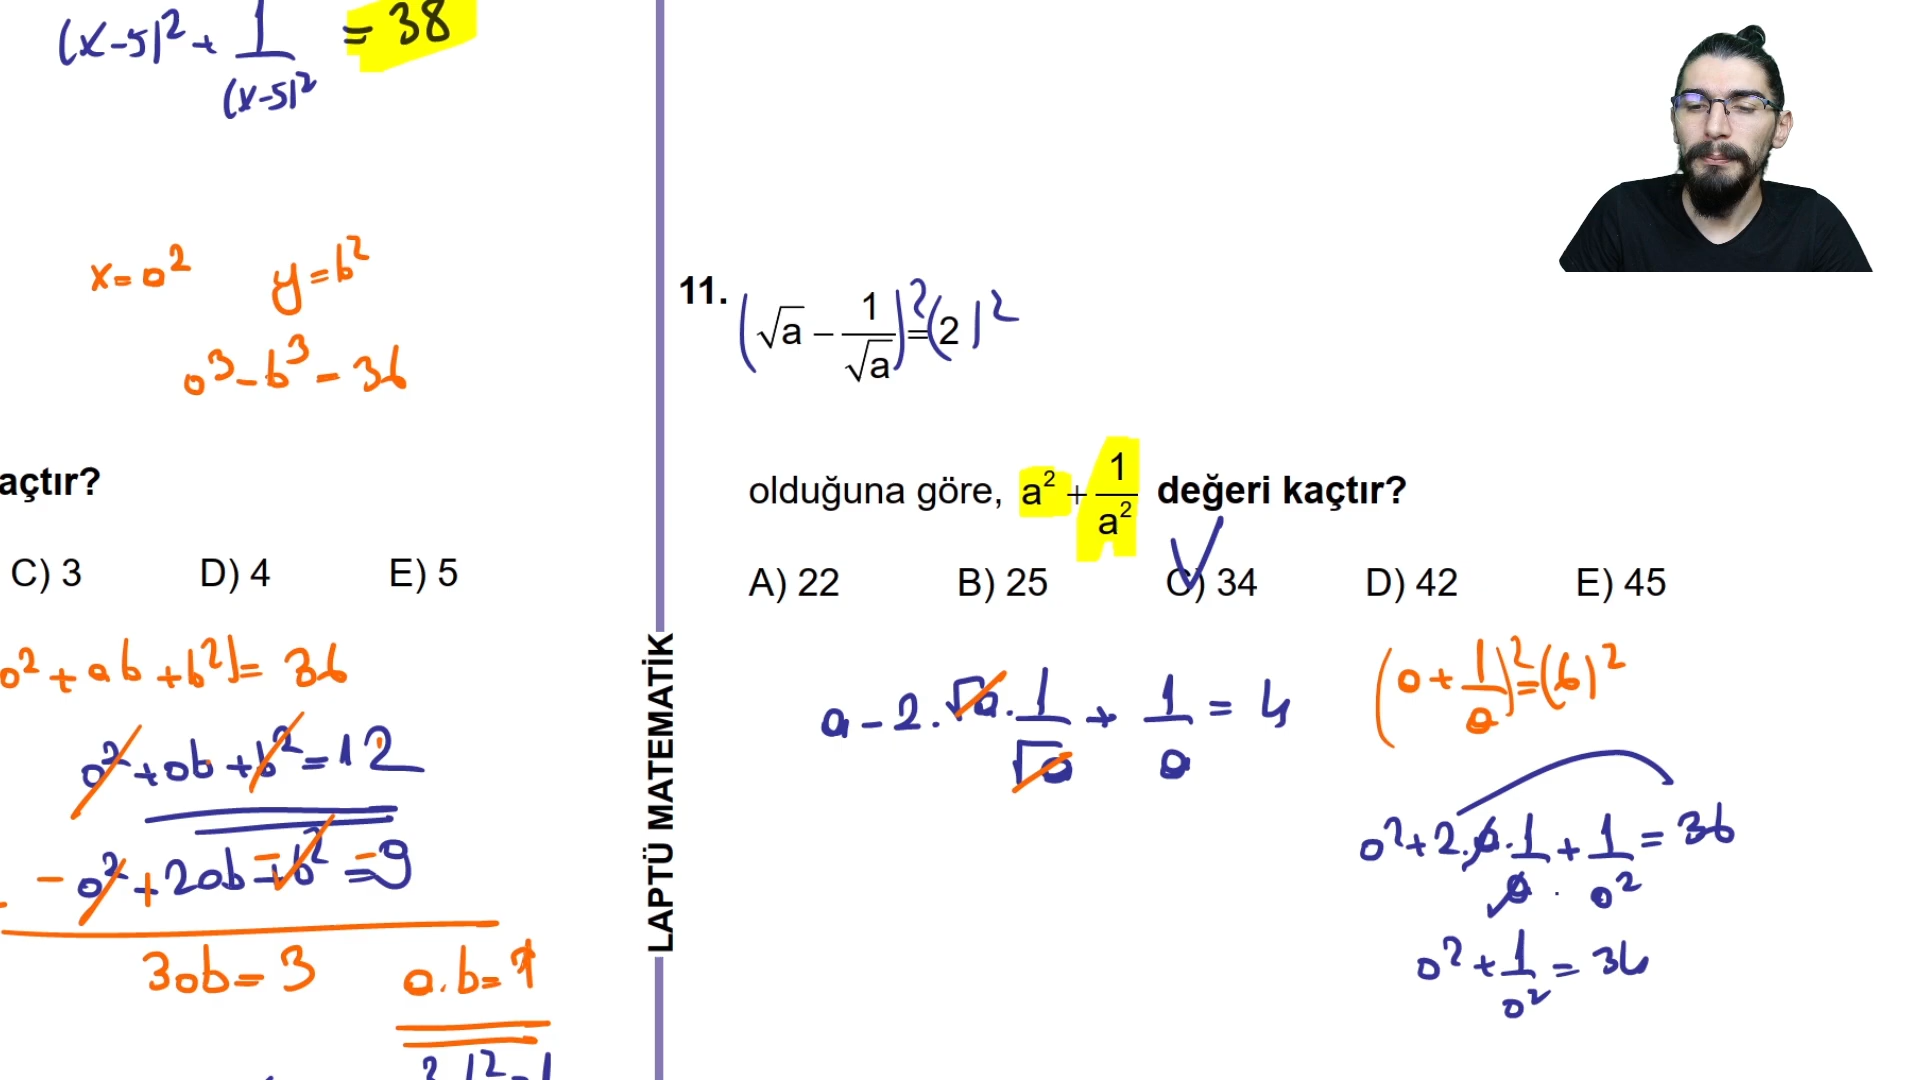 (x-5)² + 1/(x-5)² = 38
x = a² y = b²
a³ - b³ = 36
açtır?
C) 3 D) 4 E) 5
a² + ab + b²) = 36
a² + ab + b² = 12
- a² + 2ab + b² = 9
3ab = 3 a.b = 1
LAPTÜ MATEMATİK
11. (√a - 1/√a)² = (2)²
olduğuna göre, a² + 1/a² değeri kaçtır?
A) 22 B) 25 C) 34 D) 42 E) 45
a - 2.√a.1/√a + 1/a = 4
(a + 1/a)² = (6)²
a² + 2.a.1/a + 1/a² = 36
a² + 1/a² = 34